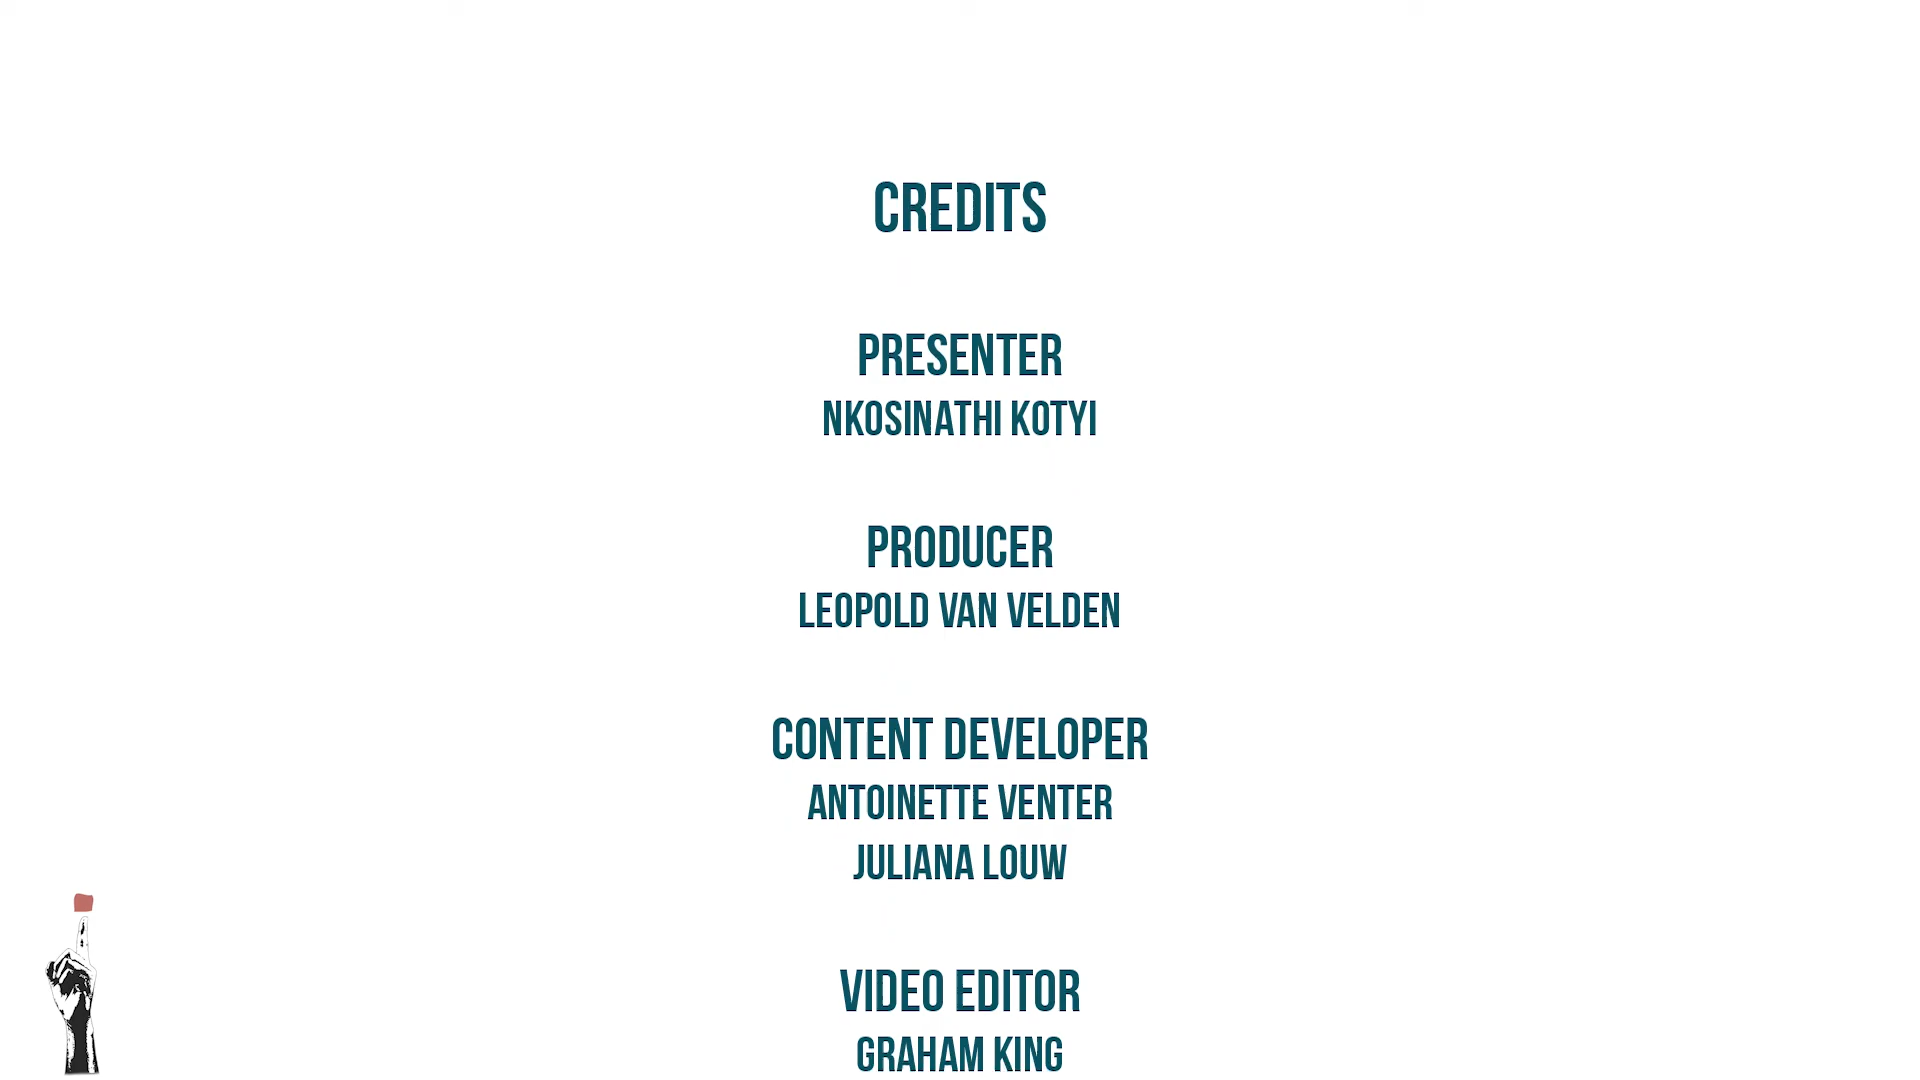 CREDITS
PRESENTER
NKOSINATHI KOTYI
PRODUCER
LEOPOLD VAN VELDEN
CONTENT DEVELOPER
ANTOINETTE VENTER
JULIANA LOUW
VIDEO EDITOR
GRAHAM KING